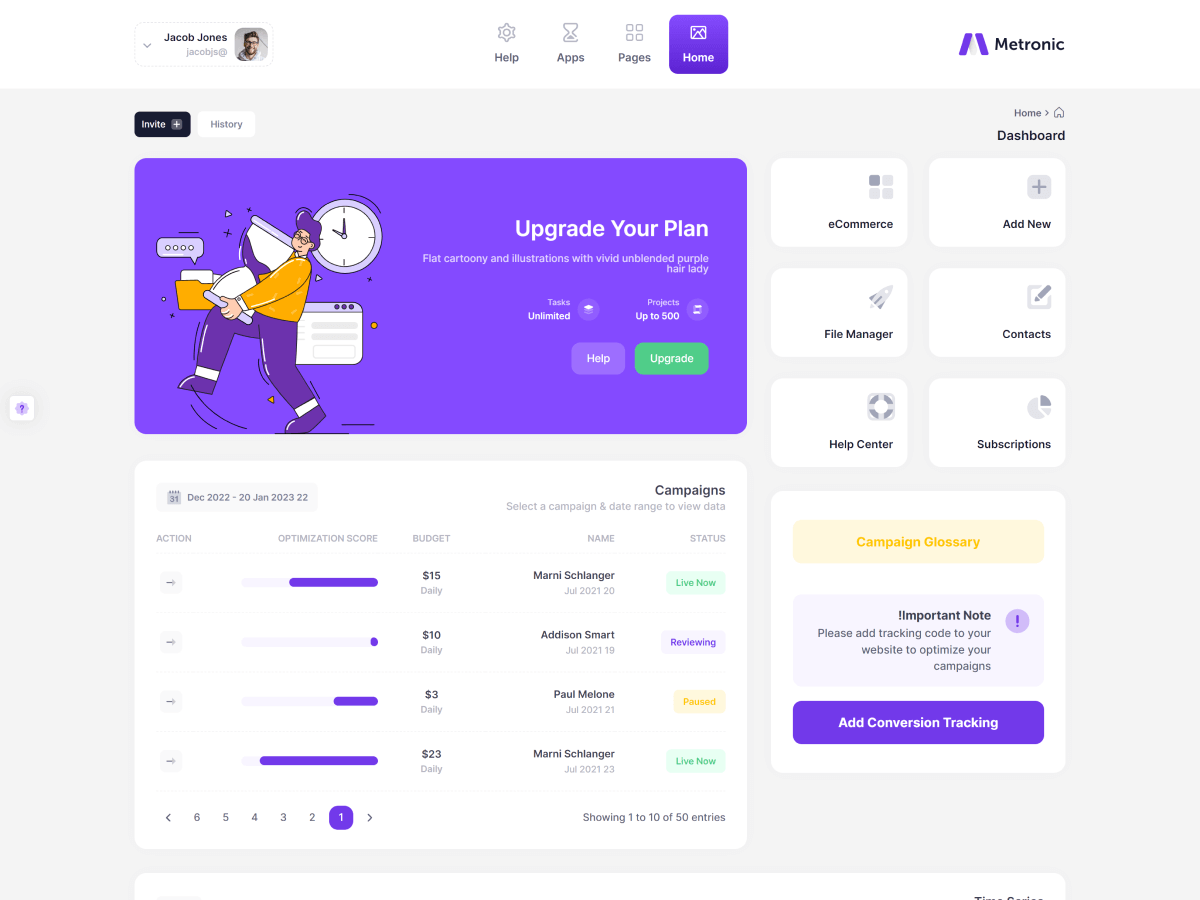 Metronic
Home
Pages
Apps
Help
Jacob Jones
jacobjs@
Home
Dashboard
History
Invite
Upgrade Your Plan
Flat cartoony and illustrations with vivid unblended purple
hair lady
Projects
Up to 500
Tasks
Unlimited
Upgrade
Help
Add New
eCommerce
Contacts
File Manager
Subscriptions
Help Center
Campaigns
Select a campaign & date range to view data
31
Dec 2022 - 20 Jan 2023 22
STATUS
NAME
BUDGET
OPTIMIZATION SCORE
ACTION
Live Now
Marni Schlanger
Jul 2021 20
$15
Daily
Reviewing
Addison Smart
Jul 2021 19
$10
Daily
Paused
Paul Melone
Jul 2021 21
$3
Daily
Live Now
Marni Schlanger
Jul 2021 23
$23
Daily
Showing 1 to 10 of 50 entries
1
2
3
4
5
6
Campaign Glossary
!Important Note
Please add tracking code to your
website to optimize your
campaigns
!
Add Conversion Tracking
?
Time Series